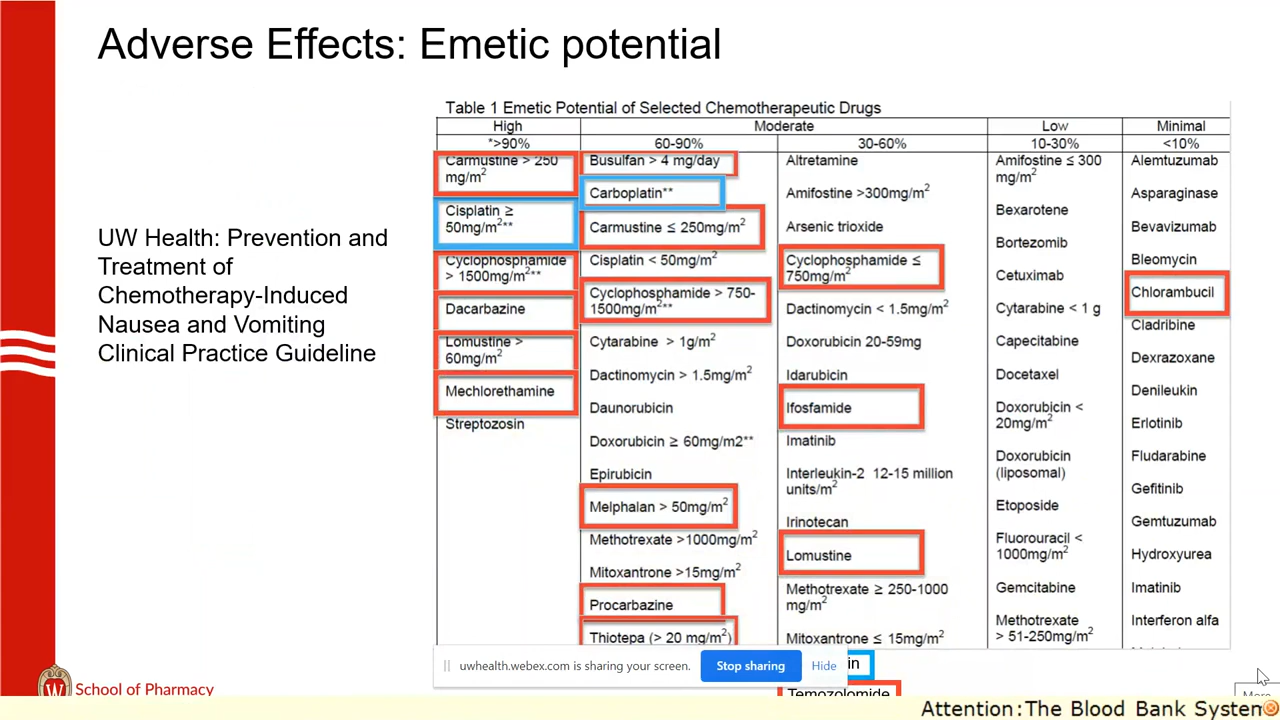 Adverse Effects: Emetic potential
UW Health: Prevention and
Treatment of
Chemotherapy-Induced
Nausea and Vomiting
Clinical Practice Guideline
Table 1 Emetic Potential of Selected Chemotherapeutic Drugs
High
*>90%
Carmustine > 250
mg/m²
Cisplatin ≥
50mg/m²**
Cyclophosphamide
> 1500mg/m²**
Dacarbazine
Lomustine >
60mg/m²
Mechlorethamine
Streptozosin
Moderate
60-90%
Busulfan > 4 mg/day
Carboplatin**
Carmustine ≤ 250mg/m²
Cisplatin < 50mg/m²
Cyclophosphamide > 750-
1500mg/m²**
Cytarabine > 1g/m²
Dactinomycin > 1.5mg/m²
Daunorubicin
Doxorubicin ≥ 60mg/m2**
Epirubicin
Melphalan > 50mg/m²
Methotrexate >1000mg/m²
Mitoxantrone >15mg/m²
Procarbazine
Thiotepa (> 20 mg/m²)
30-60%
Altretamine
Amifostine >300mg/m²
Arsenic trioxide
Cyclophosphamide ≤
750mg/m²
Dactinomycin < 1.5mg/m²
Doxorubicin 20-59mg
Idarubicin
Ifosfamide
Imatinib
Interleukin-2 12-15 million
units/m²
Irinotecan
Lomustine
Methotrexate ≥ 250-1000
mg/m²
Mitoxantrone ≤ 15mg/m²
in
Temozolomide
Low
10-30%
Amifostine ≤ 300
mg/m²
Bexarotene
Bortezomib
Cetuximab
Cytarabine < 1 g
Capecitabine
Docetaxel
Doxorubicin <
20mg/m²
Doxorubicin
(liposomal)
Etoposide
Fluorouracil <
1000mg/m²
Gemcitabine
Methotrexate
> 51-250mg/m²
Minimal
<10%
Alemtuzumab
Asparaginase
Bevavizumab
Bleomycin
Chlorambucil
Cladribine
Dexrazoxane
Denileukin
Erlotinib
Fludarabine
Gefitinib
Gemtuzumab
Hydroxyurea
Imatinib
Interferon alfa
uwhealth.webex.com is sharing your screen.
Stop sharing
Hide
W School of Pharmacy
Attention:The Blood Bank System